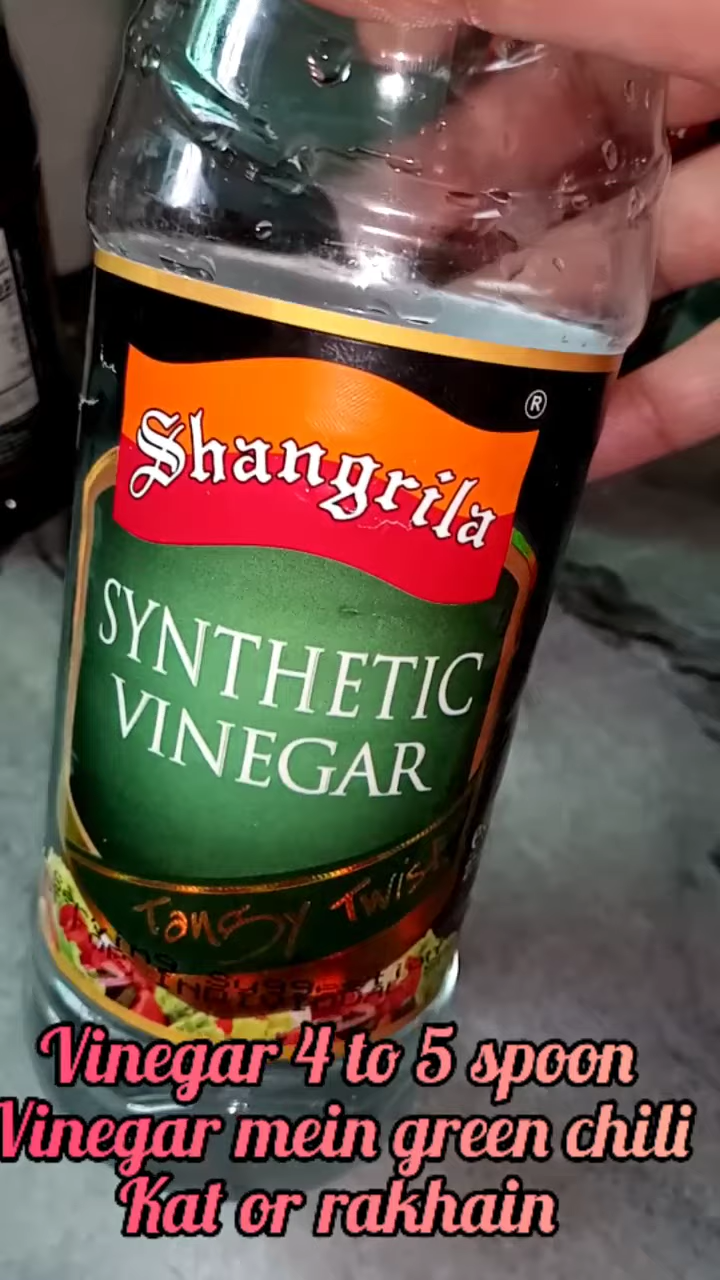 ®
Shangrila
SYNTHETIC
VINEGAR
Tangy Twist
Vinegar 4 to 5 spoon
Vinegar mein green chili
Kat or rakhain